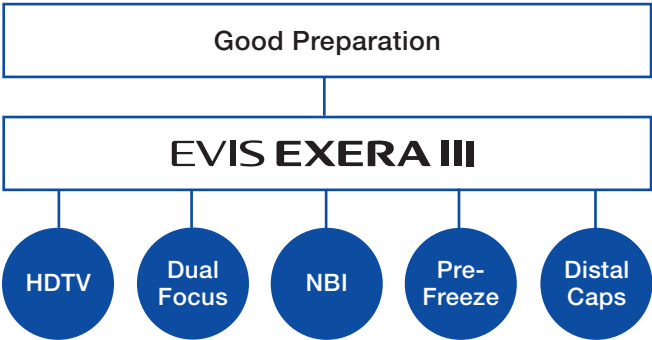 Good Preparation
EVIS EXERA III
HDTV
Dual
Focus
NBI
Pre-
Freeze
Distal
Caps